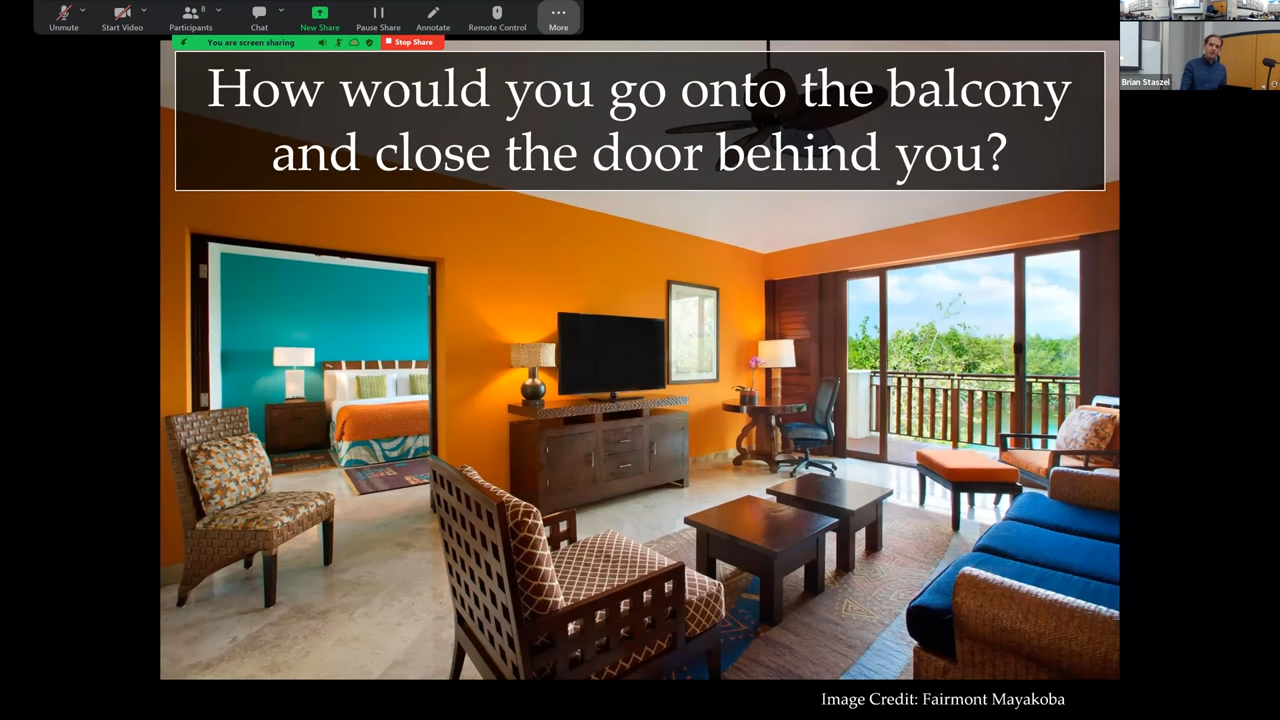 Unmute
Start Video
8
Participants
Chat
New Share
Pause Share
Annotate
Remote Control
More
You are screen sharing
Stop Share
How would you go onto the balcony
and close the door behind you?
Brian Staszel
Image Credit: Fairmont Mayakoba